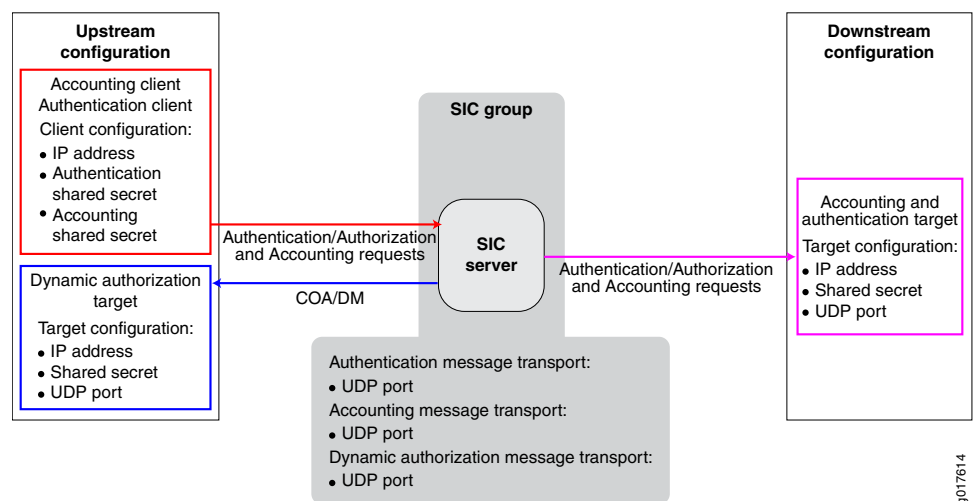 Upstream
configuration
Accounting client
Authentication client
Client configuration:
• IP address
• Authentication
shared secret
• Accounting
shared secret
Dynamic authorization
target
Target configuration:
• IP address
• Shared secret
• UDP port
Authentication/Authorization
and Accounting requests
COA/DM
SIC group
SIC
server
Authentication message transport:
• UDP port
Accounting message transport:
• UDP port
Dynamic authorization message transport:
• UDP port
Authentication/Authorization
and Accounting requests
Downstream
configuration
Accounting and
authentication target
Target configuration:
• IP address
• Shared secret
• UDP port
g017614